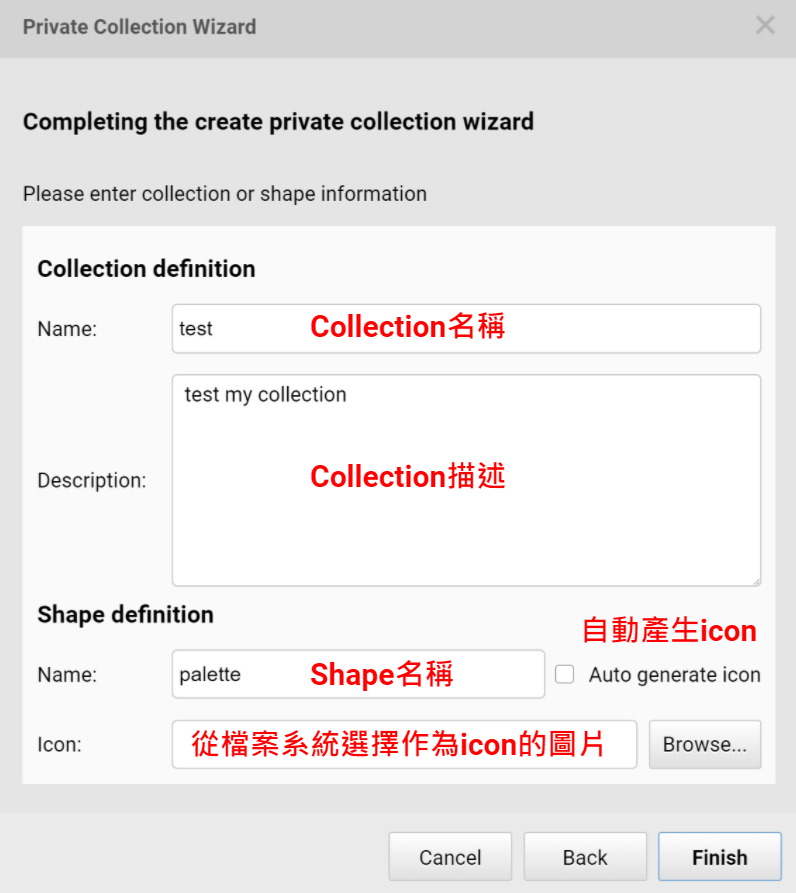 Private Collection Wizard
Completing the create private collection wizard
Please enter collection or shape information
Collection definition
Name: test Collection名稱
test my collection
Description: Collection描述
Shape definition
自動產生icon
Name: palette Shape名稱 Auto generate icon
Icon: 從檔案系統選擇作為icon的圖片 Browse...
Cancel Back Finish